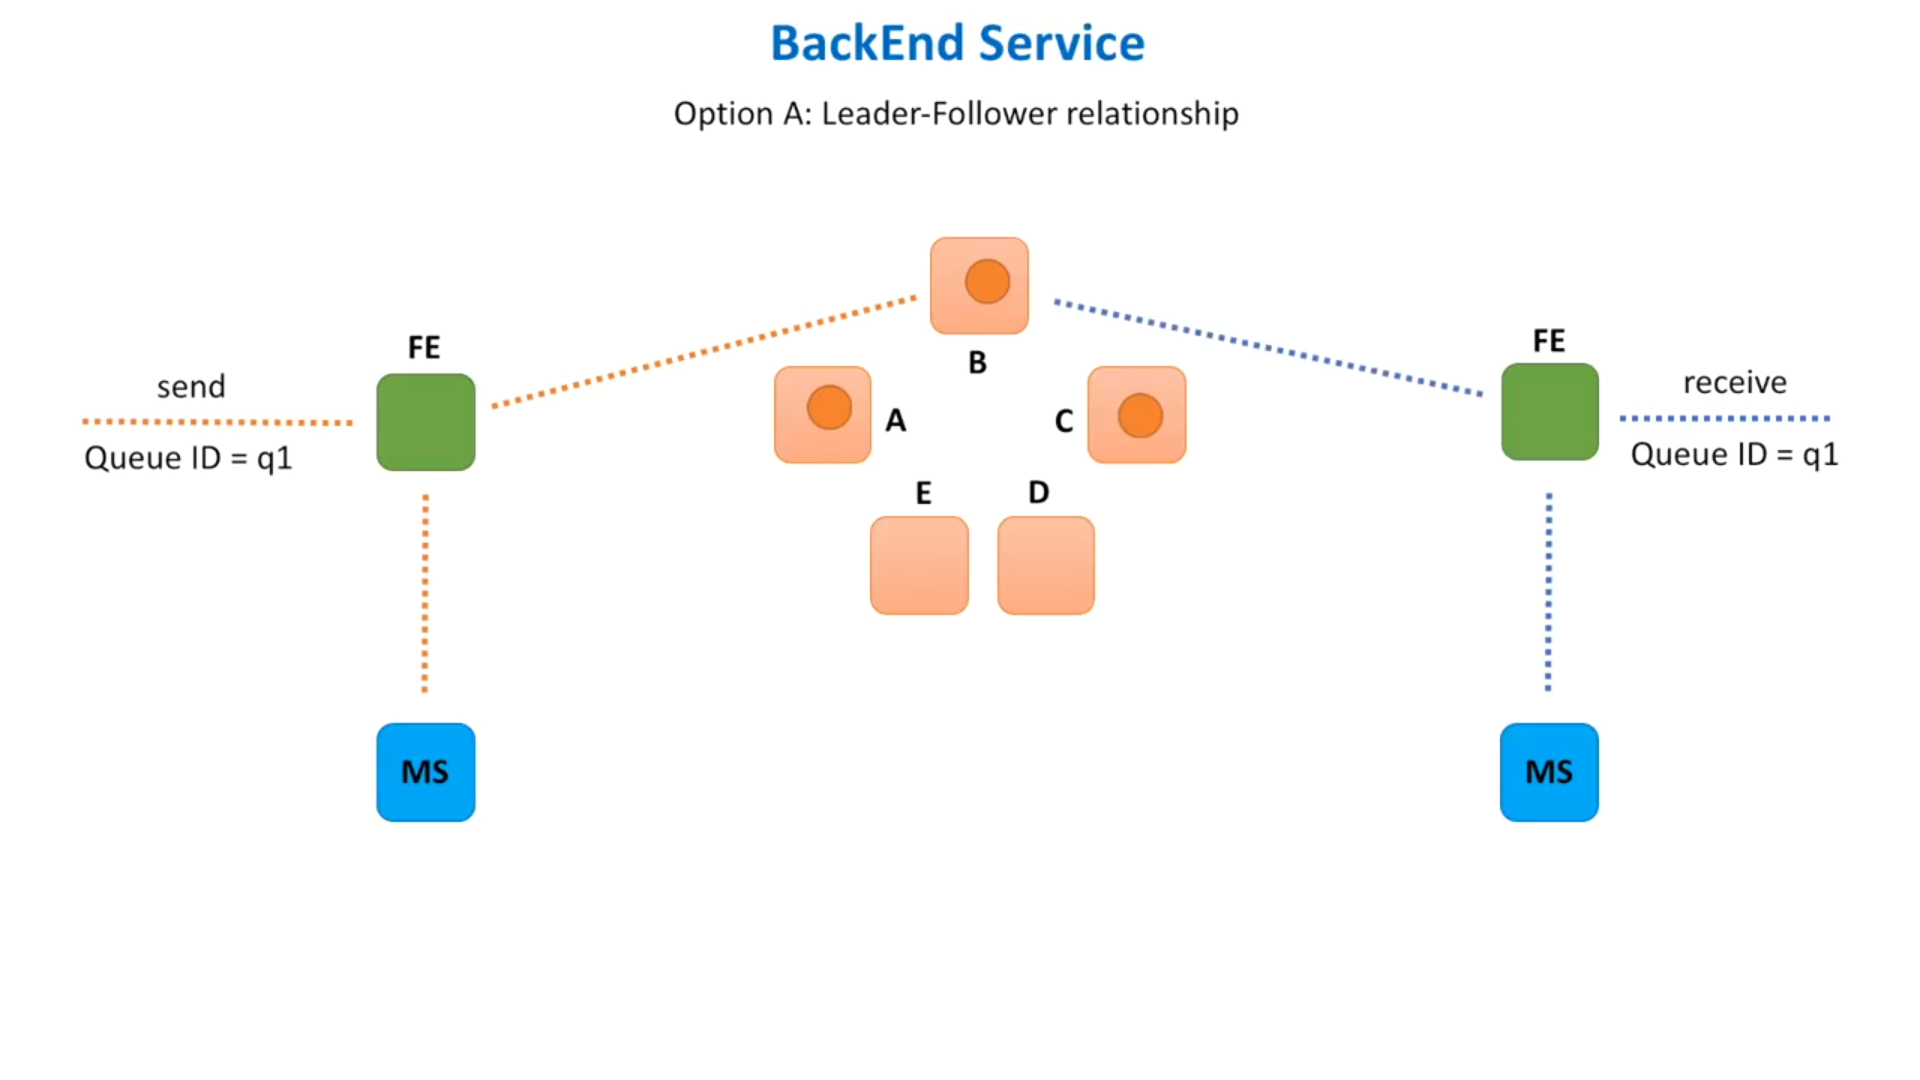 BackEnd Service
Option A: Leader-Follower relationship
B
FE
FE
send
receive
A
C
Queue ID = q1
Queue ID = q1
E
D
MS
MS